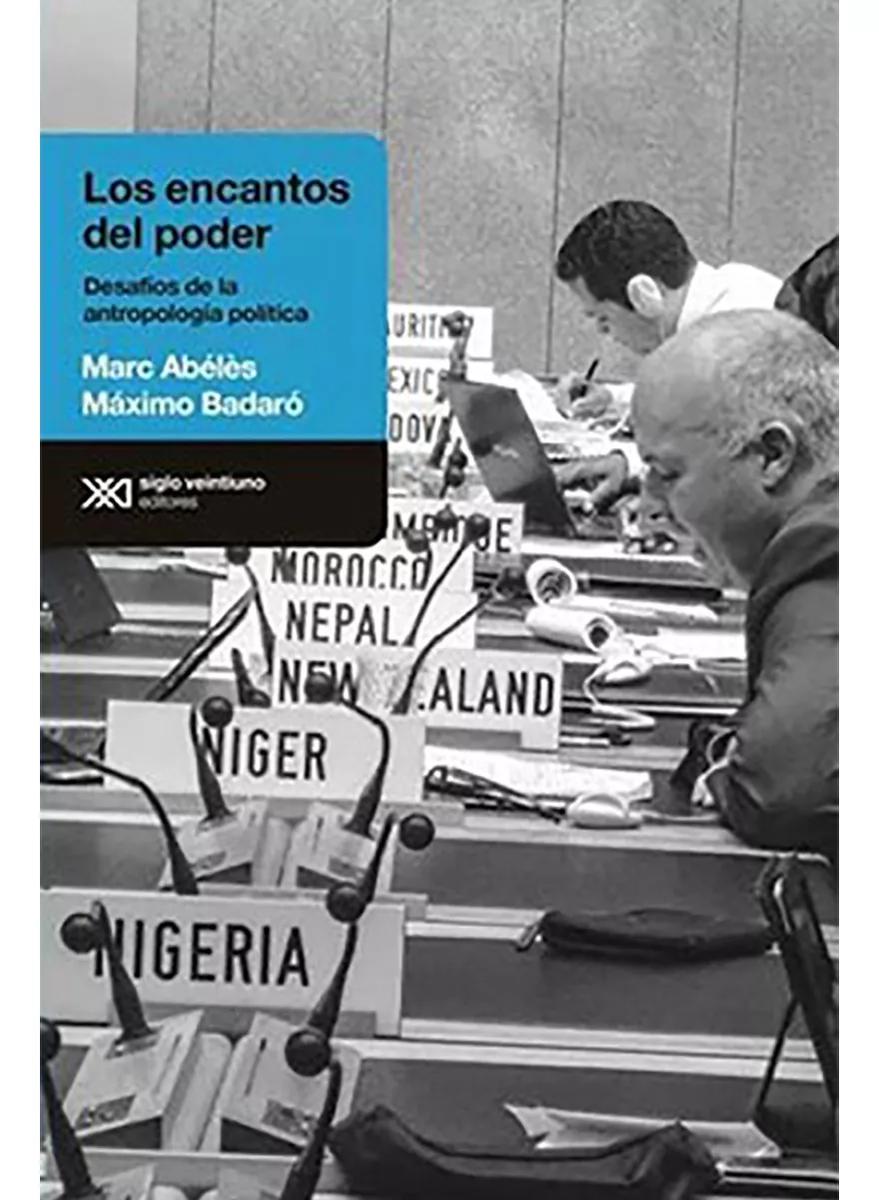 Los encantos
del poder
Desafíos de la
antropología política
Marc Abélès
Máximo Badaró
siglo veintiuno
editores
MOROCCO
NEPAL
NEW ZEALAND
NIGER
NIGERIA